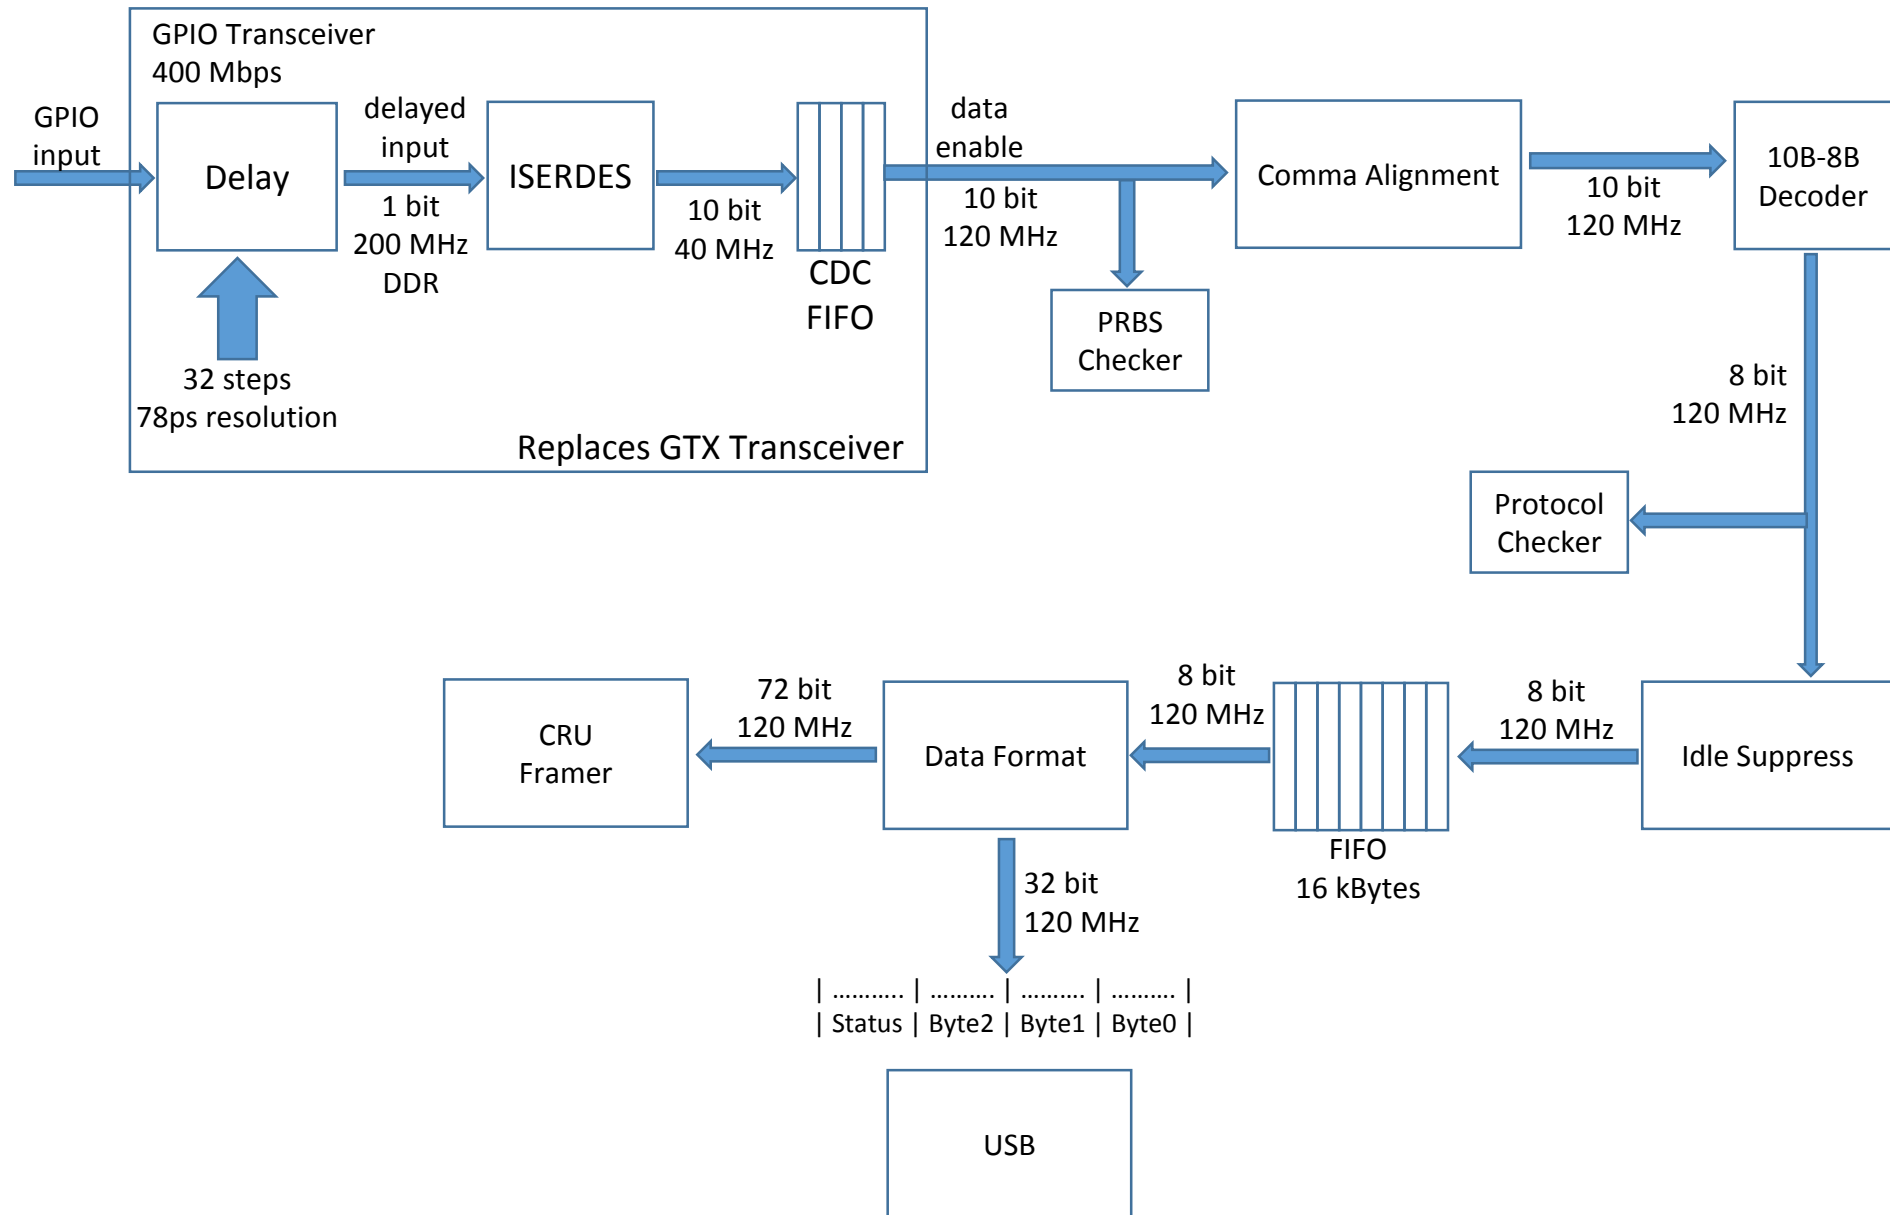 GPIO Transceiver
400 Mbps
GPIO
input
Delay
delayed
input
1 bit
200 MHz
DDR
ISERDES
10 bit
40 MHz
CDC
FIFO
32 steps
78ps resolution
Replaces GTX Transceiver
data
enable
10 bit
120 MHz
PRBS
Checker
Comma Alignment
10 bit
120 MHz
10B-8B
Decoder
8 bit
120 MHz
Protocol
Checker
Idle Suppress
8 bit
120 MHz
FIFO
16 kBytes
8 bit
120 MHz
Data Format
72 bit
120 MHz
CRU
Framer
32 bit
120 MHz
| ……….. | ………. | ………. | ………. |
| Status | Byte2 | Byte1 | Byte0 |
USB